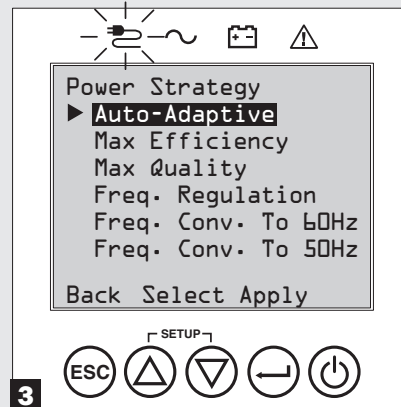 Power Strategy
Auto-Adaptive
Max Efficiency
Max Quality
Freq. Regulation
Freq. Conv. To 60Hz
Freq. Conv. To 50Hz
Back Select Apply
SETUP
ESC
3